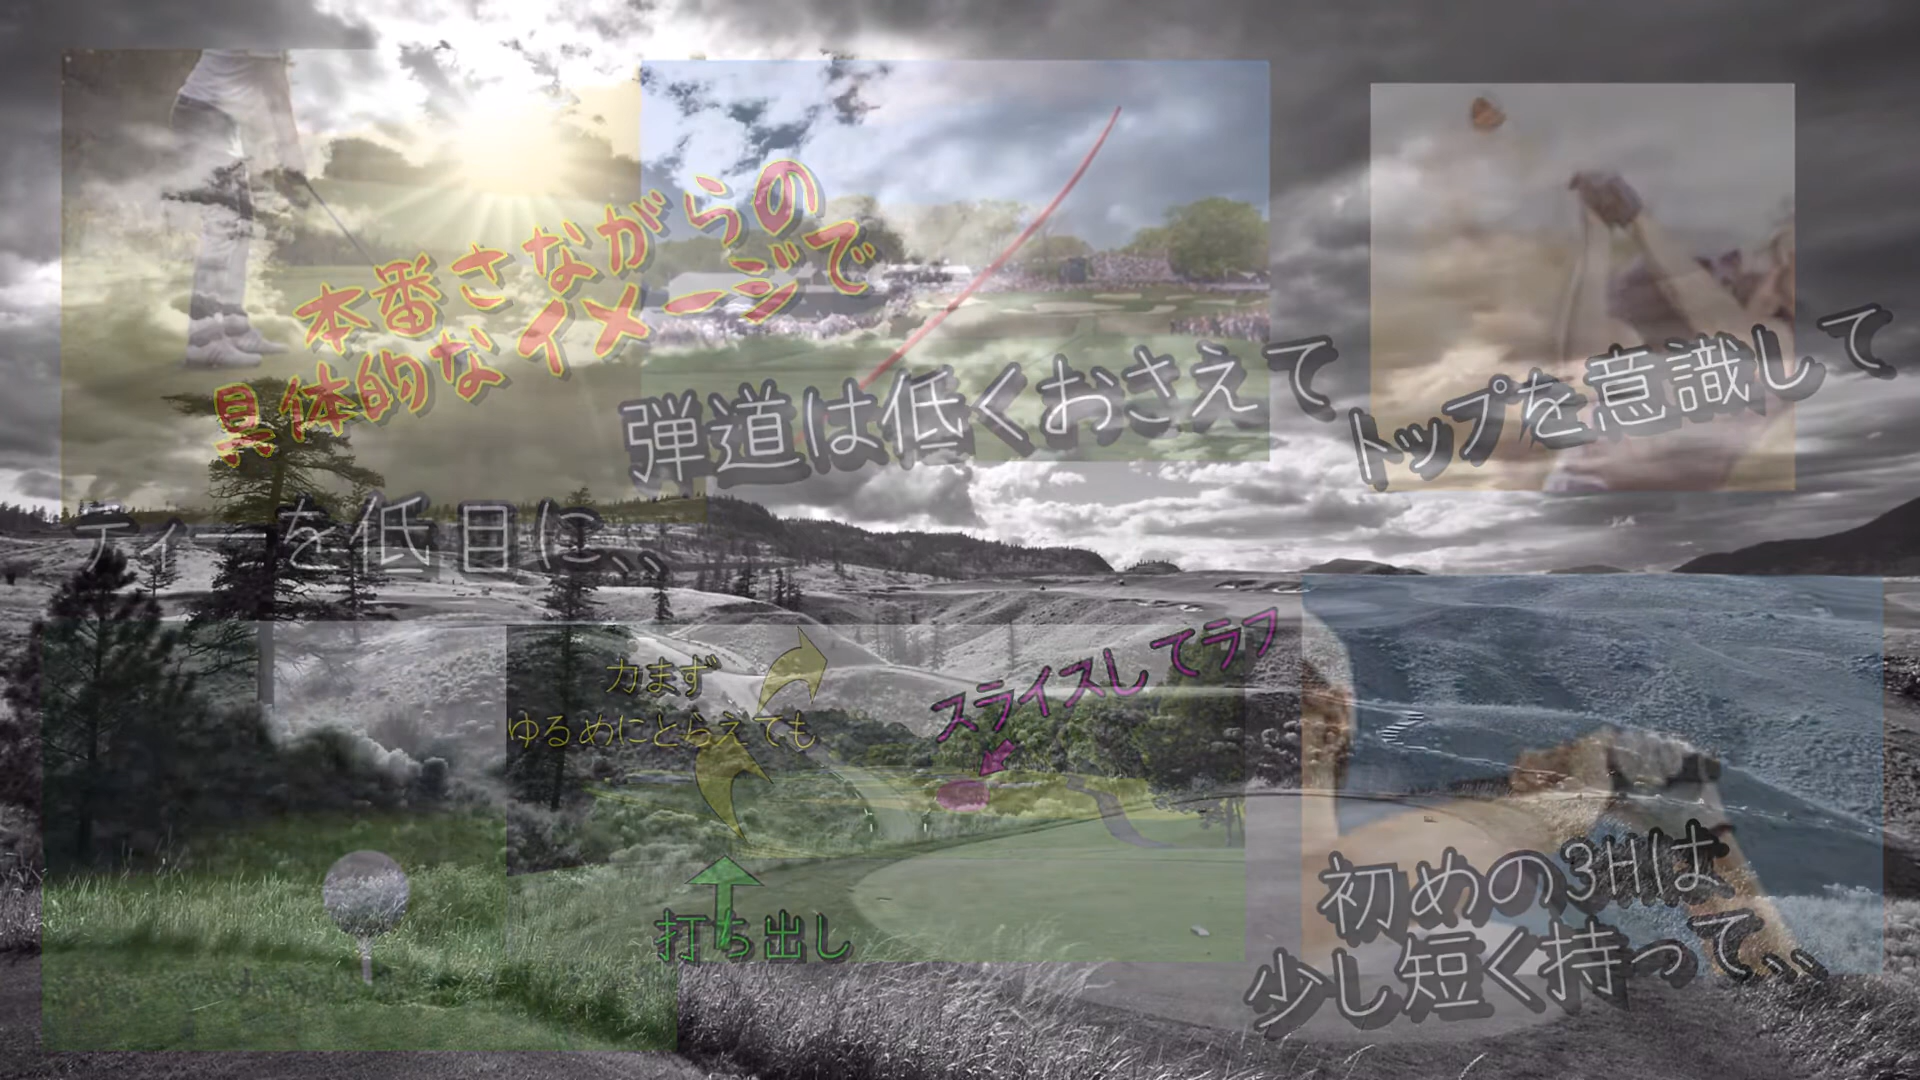 本番さながらの
具体的なイメージで
弾道は低くおさえて
トップを意識して
ティーを低目に、、
力まず
ゆるめにとらえても
スライスしてラフ
打ち出し
初めの3Hは
少し短く持って、、